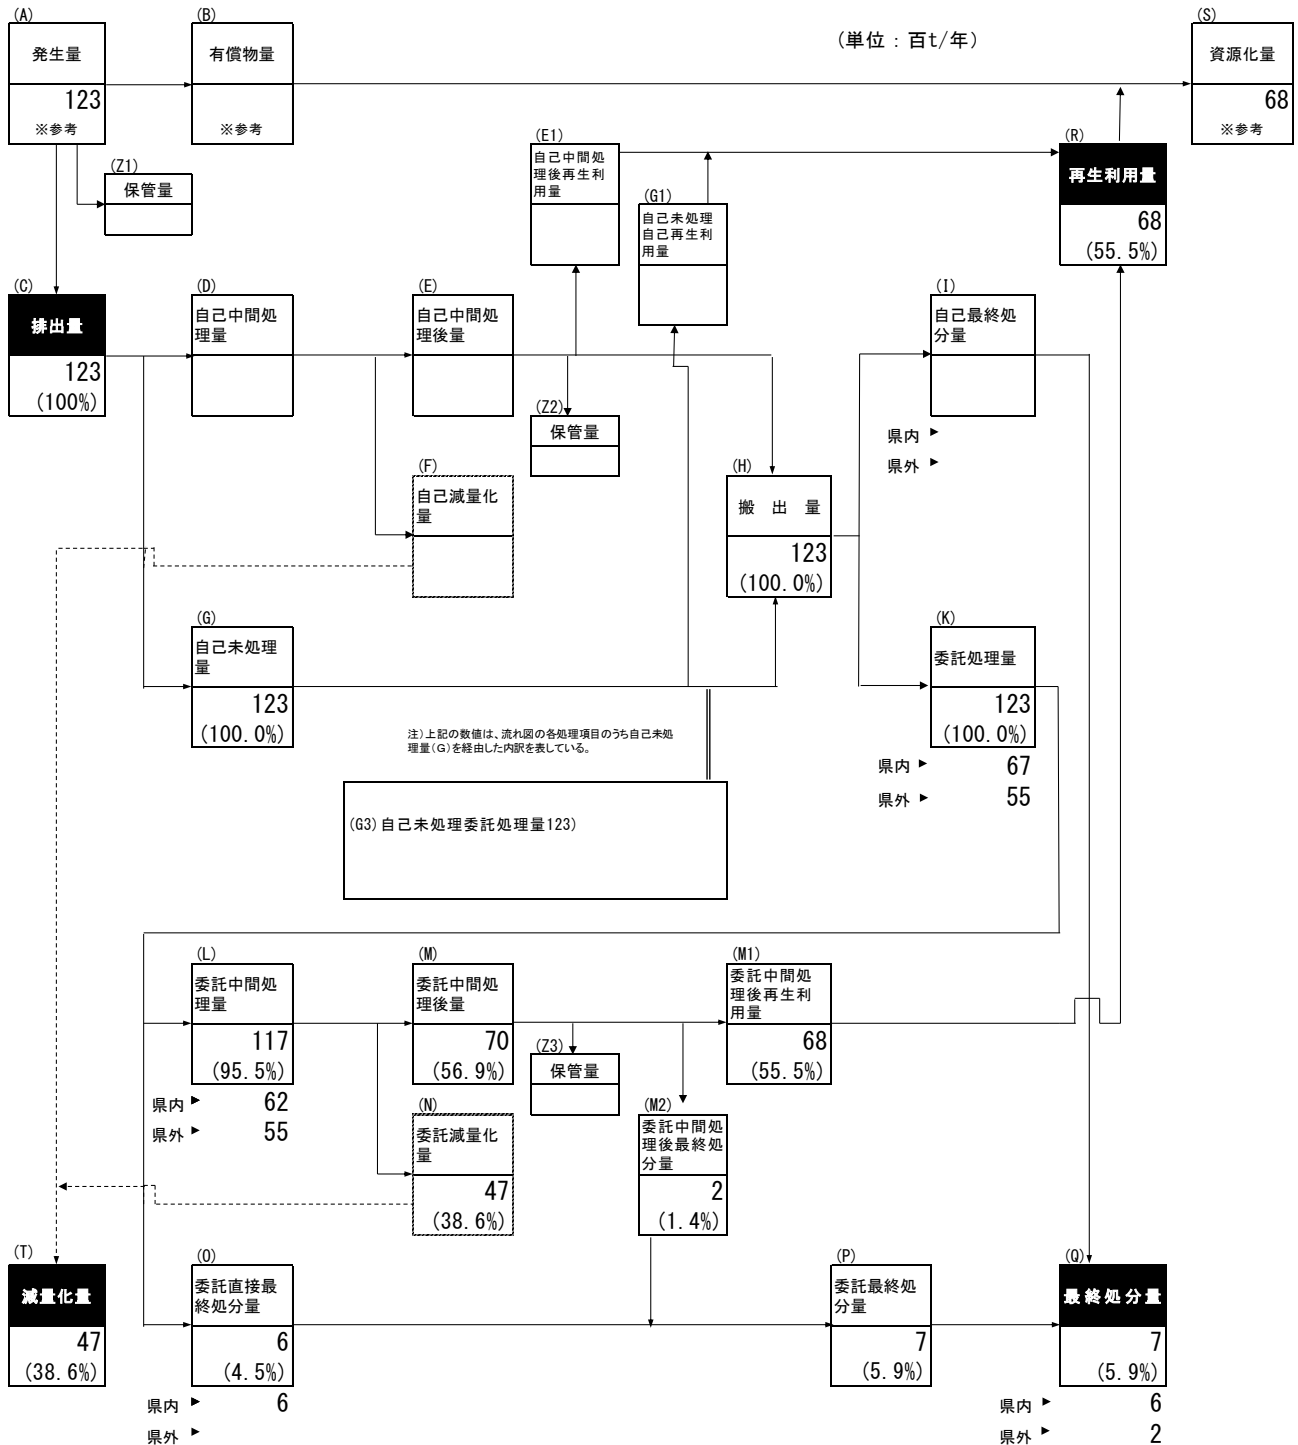 (A)
発生量
123
※参考
(B)
有償物量
※参考
(単位：百t/年)
(S)
資源化量
68
※参考
(Z1)
保管量
(E1)
自己中間処
理後再生利
用量
(G1)
自己未処理
自己再生利
用量
(R)
再生利用量
68
(55.5%)
(C)
排出量
123
(100%)
(D)
自己中間処
理量
(E)
自己中間処
理後量
(Z2)
保管量
(I)
自己最終処
分量
県内 ►
県外 ►
(F)
自己減量化
量
(H)
搬 出 量
123
(100.0%)
(G)
自己未処理
量
123
(100.0%)
(K)
委託処理量
123
(100.0%)
県内 ► 67
県外 ► 55
注)上記の数値は、流れ図の各処理項目のうち自己未処
理量(G)を経由した内訳を表している。
(G3)自己未処理委託処理量123)
(L)
委託中間処
理量
117
(95.5%)
県内 ► 62
県外 ► 55
(M)
委託中間処
理後量
70
(56.9%)
(Z3)
保管量
(M1)
委託中間処
理後再生利
用量
68
(55.5%)
(N)
委託減量化
量
47
(38.6%)
(M2)
委託中間処
理後最終処
分量
2
(1.4%)
(T)
減量化量
47
(38.6%)
(O)
委託直接最
終処分量
6
(4.5%)
県内 ► 6
県外 ►
(P)
委託最終処
分量
7
(5.9%)
(Q)
最終処分量
7
(5.9%)
県内 ► 6
県外 ► 2